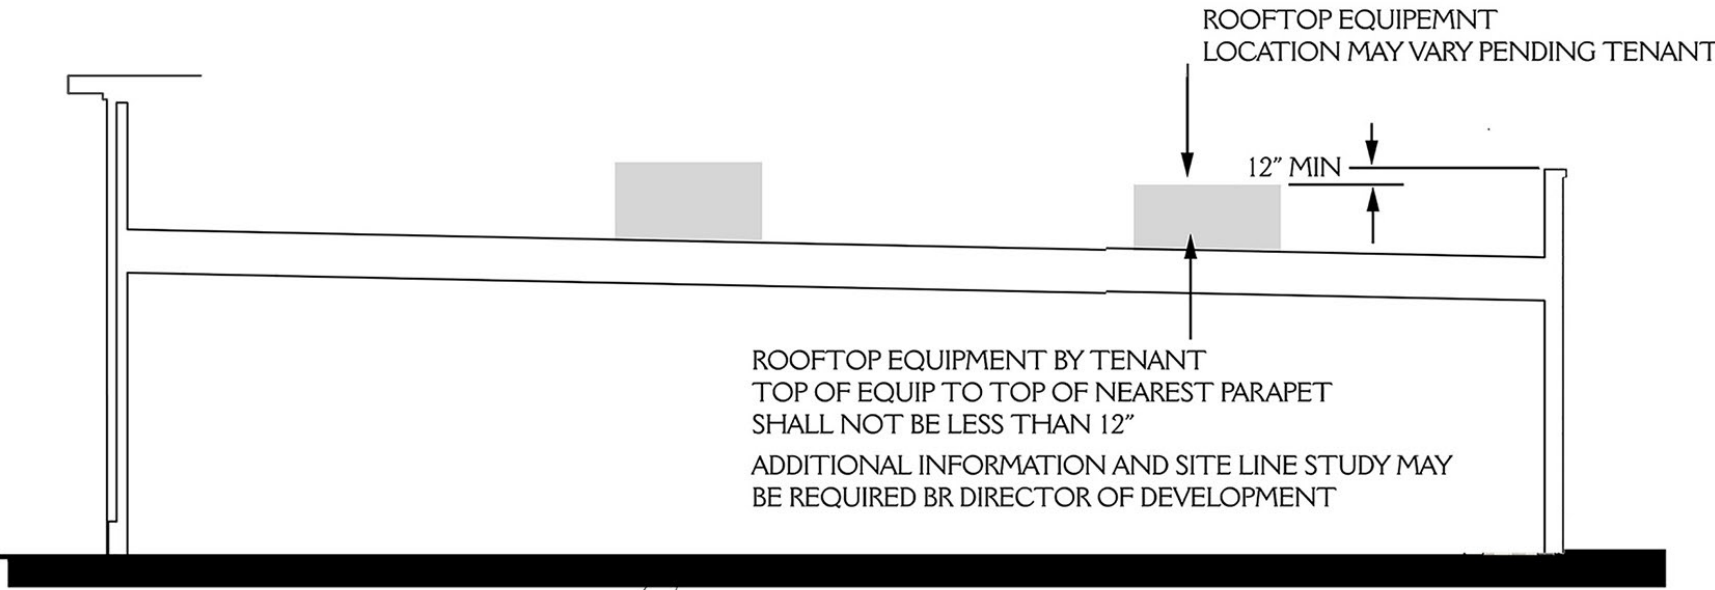 ROOFTOP EQUIPEMNT
LOCATION MAY VARY PENDING TENANT
12” MIN
ROOFTOP EQUIPMENT BY TENANT
TOP OF EQUIP TO TOP OF NEAREST PARAPET
SHALL NOT BE LESS THAN 12”
ADDITIONAL INFORMATION AND SITE LINE STUDY MAY
BE REQUIRED BR DIRECTOR OF DEVELOPMENT